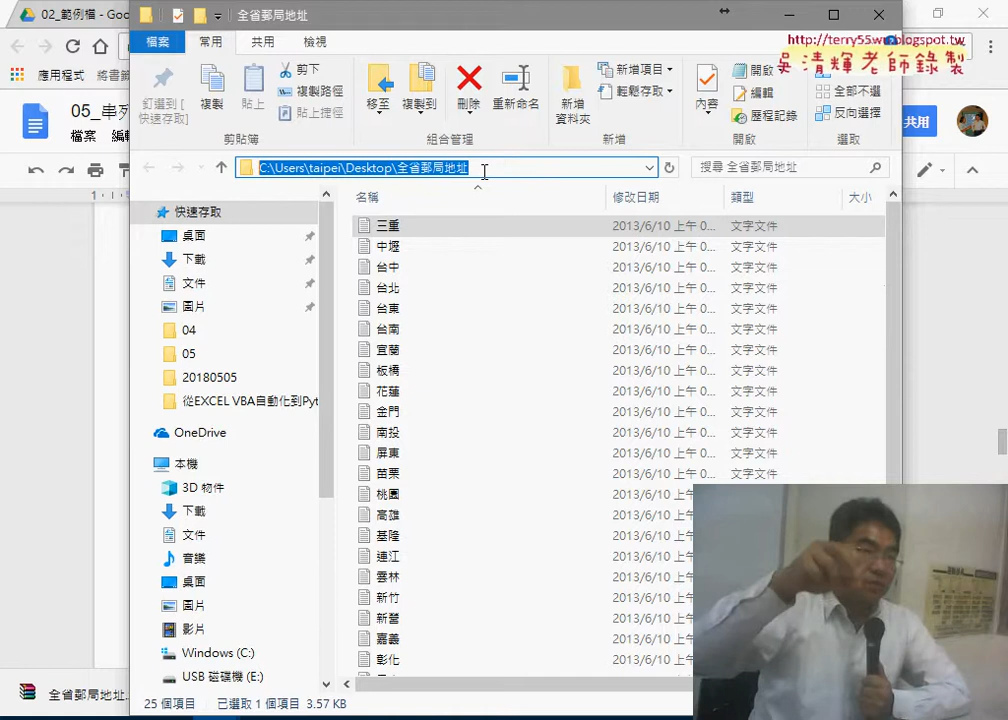 02_範例檔 - Goo
全省郵局地址
http://terry55wu.blogspot.tw
吳清輝老師錄製
檔案
常用
共用
檢視
應用程式
將書籤
釘選到 [
快速存取]
複製
貼上
剪下
複製路徑
貼上捷徑
移至
複製到
刪除
重新命名
新增
資料夾
新增項目
輕鬆存取
內容
開啟
編輯
歷程記錄
全部不選
反向選取
剪貼簿
組合管理
新增
開啟
選取
05_串列
檔案
編輯
共用
C:\Users\taipei\Desktop\全省郵局地址
搜尋 全省郵局地址
名稱
修改日期
類型
大小
快速存取
桌面
下載
文件
圖片
04
05
20180505
從EXCEL VBA自動化到Pyt
OneDrive
本機
3D 物件
下載
文件
音樂
桌面
圖片
影片
Windows (C:)
USB 磁碟機 (E:)
三重 2013/6/10 上午 0... 文字文件
中壢 2013/6/10 上午 0... 文字文件
台中 2013/6/10 上午 0... 文字文件
台北 2013/6/10 上午 0... 文字文件
台東 2013/6/10 上午 0... 文字文件
台南 2013/6/10 上午 0... 文字文件
宜蘭 2013/6/10 上午 0... 文字文件
板橋 2013/6/10 上午 0... 文字文件
花蓮 2013/6/10 上午 0... 文字文件
金門 2013/6/10 上午 0... 文字文件
南投 2013/6/10 上午 0... 文字文件
屏東 2013/6/10 上午 0... 文字文件
苗栗 2013/6/10 上午 0... 文字文件
桃園 2013/6/10 上
高雄 2013/6/10 上
基隆 2013/6/10 上
連江 2013/6/10 上
雲林 2013/6/10 上
新竹 2013/6/10 上
新營 2013/6/10 上
嘉義 2013/6/10 上
彰化 2013/6/10 上
25 個項目
已選取 1 個項目 3.57 KB
全省郵局地址